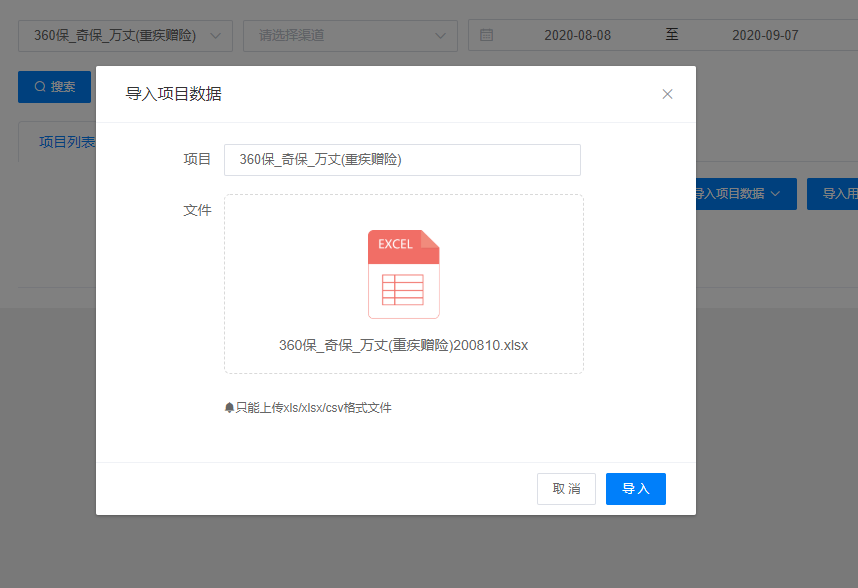 360保_奇保_万丈(重疾赠险)
请选择渠道
2020-08-08
至
2020-09-07
搜索
导入项目数据
项目列表
项目
360保_奇保_万丈(重疾赠险)
导入项目数据
导入用
文件
EXCEL
360保_奇保_万丈(重疾赠险)200810.xlsx
只能上传xls/xlsx/csv格式文件
取消
导入